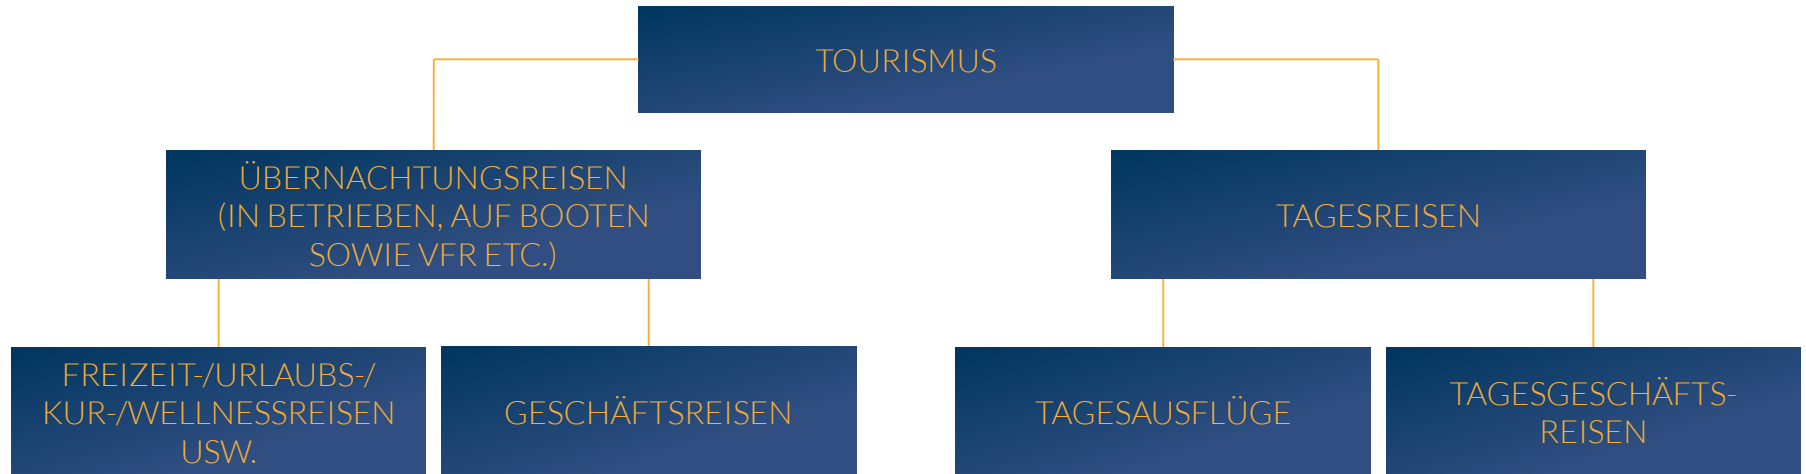 TOURISMUS
ÜBERNACHTUNGSREISEN
(IN BETRIEBEN, AUF BOOTEN
SOWIE VFR ETC.)
TAGESREISEN
FREIZEIT-/URLAUBS-/
KUR-/WELLNESSREISEN
USW.
GESCHÄFTSREISEN
TAGESAUSFLÜGE
TAGESGESCHÄFTS-
REISEN